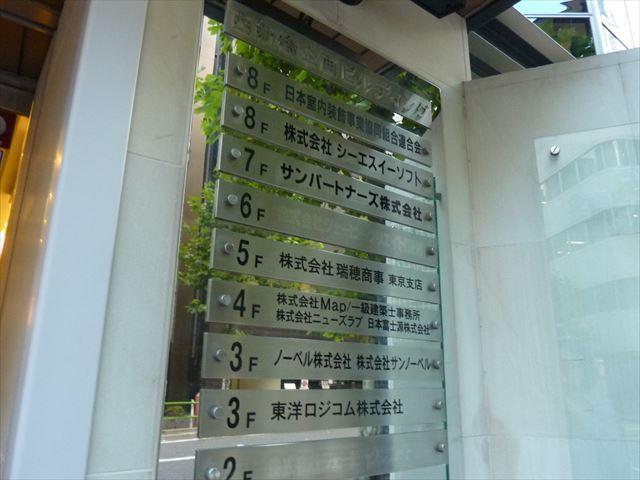 8F 日本室内装飾事業協同組合連合会
8F 株式会社 シーエスイーソフト
7F サンパートナーズ株式会社
6F
5F 株式会社 瑞穂商事 東京支店
4F 株式会社Map/一級建築士事務所
株式会社ニューズラブ 日本富士源株式会社
3F ノーベル株式会社 株式会社サンノーベル
3F 東洋ロジコム株式会社
2F